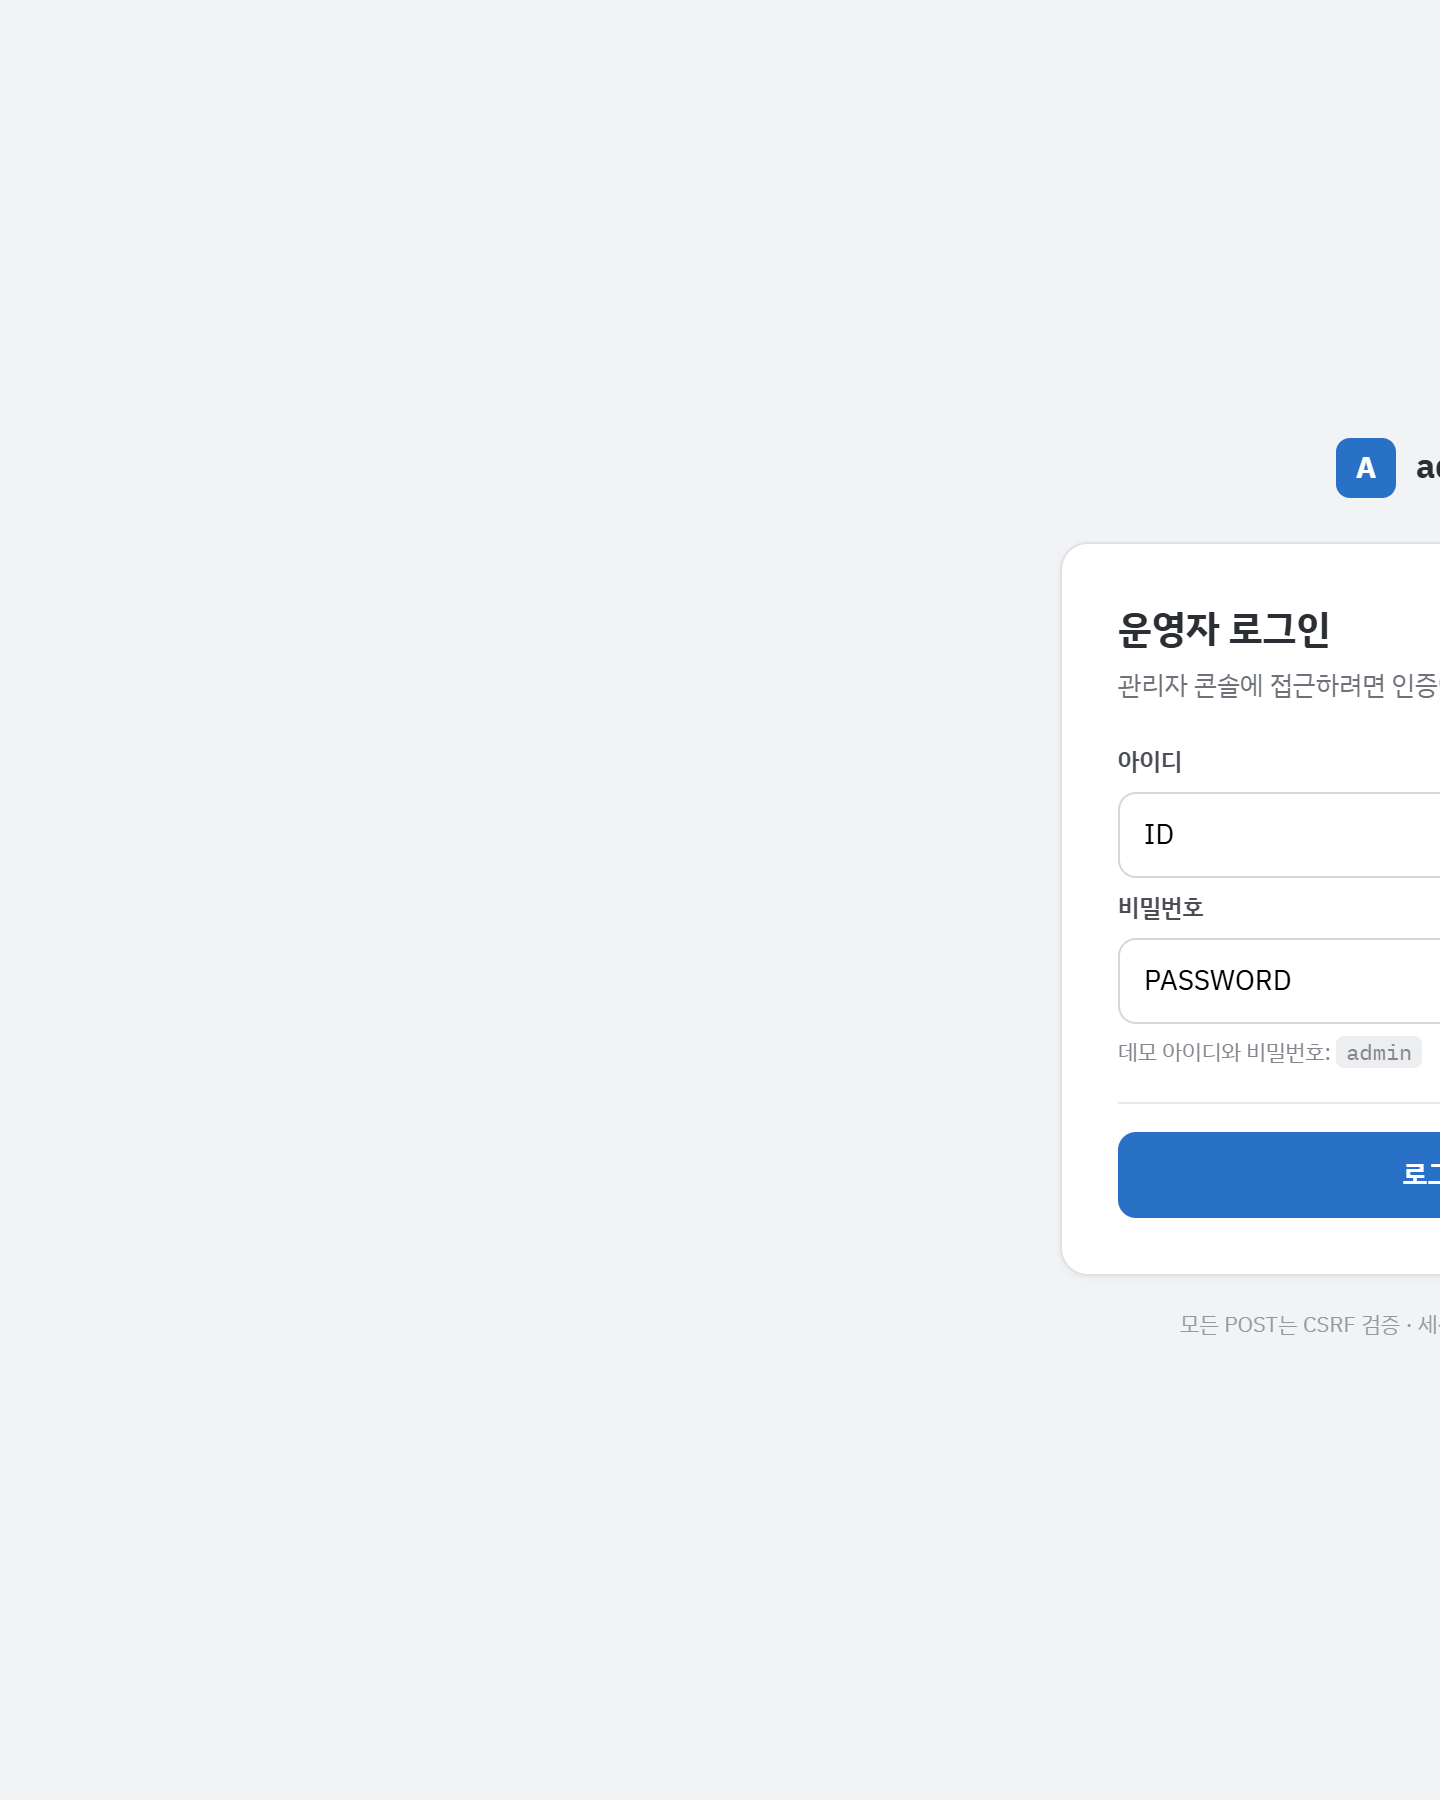 A
운영자 로그인
관리자 콘솔에 접근하려면
아이디
ID
비밀번호
PASSWORD
데모 아이디와 비밀번호: admin
모든 POST는 CSRF 검증 ·